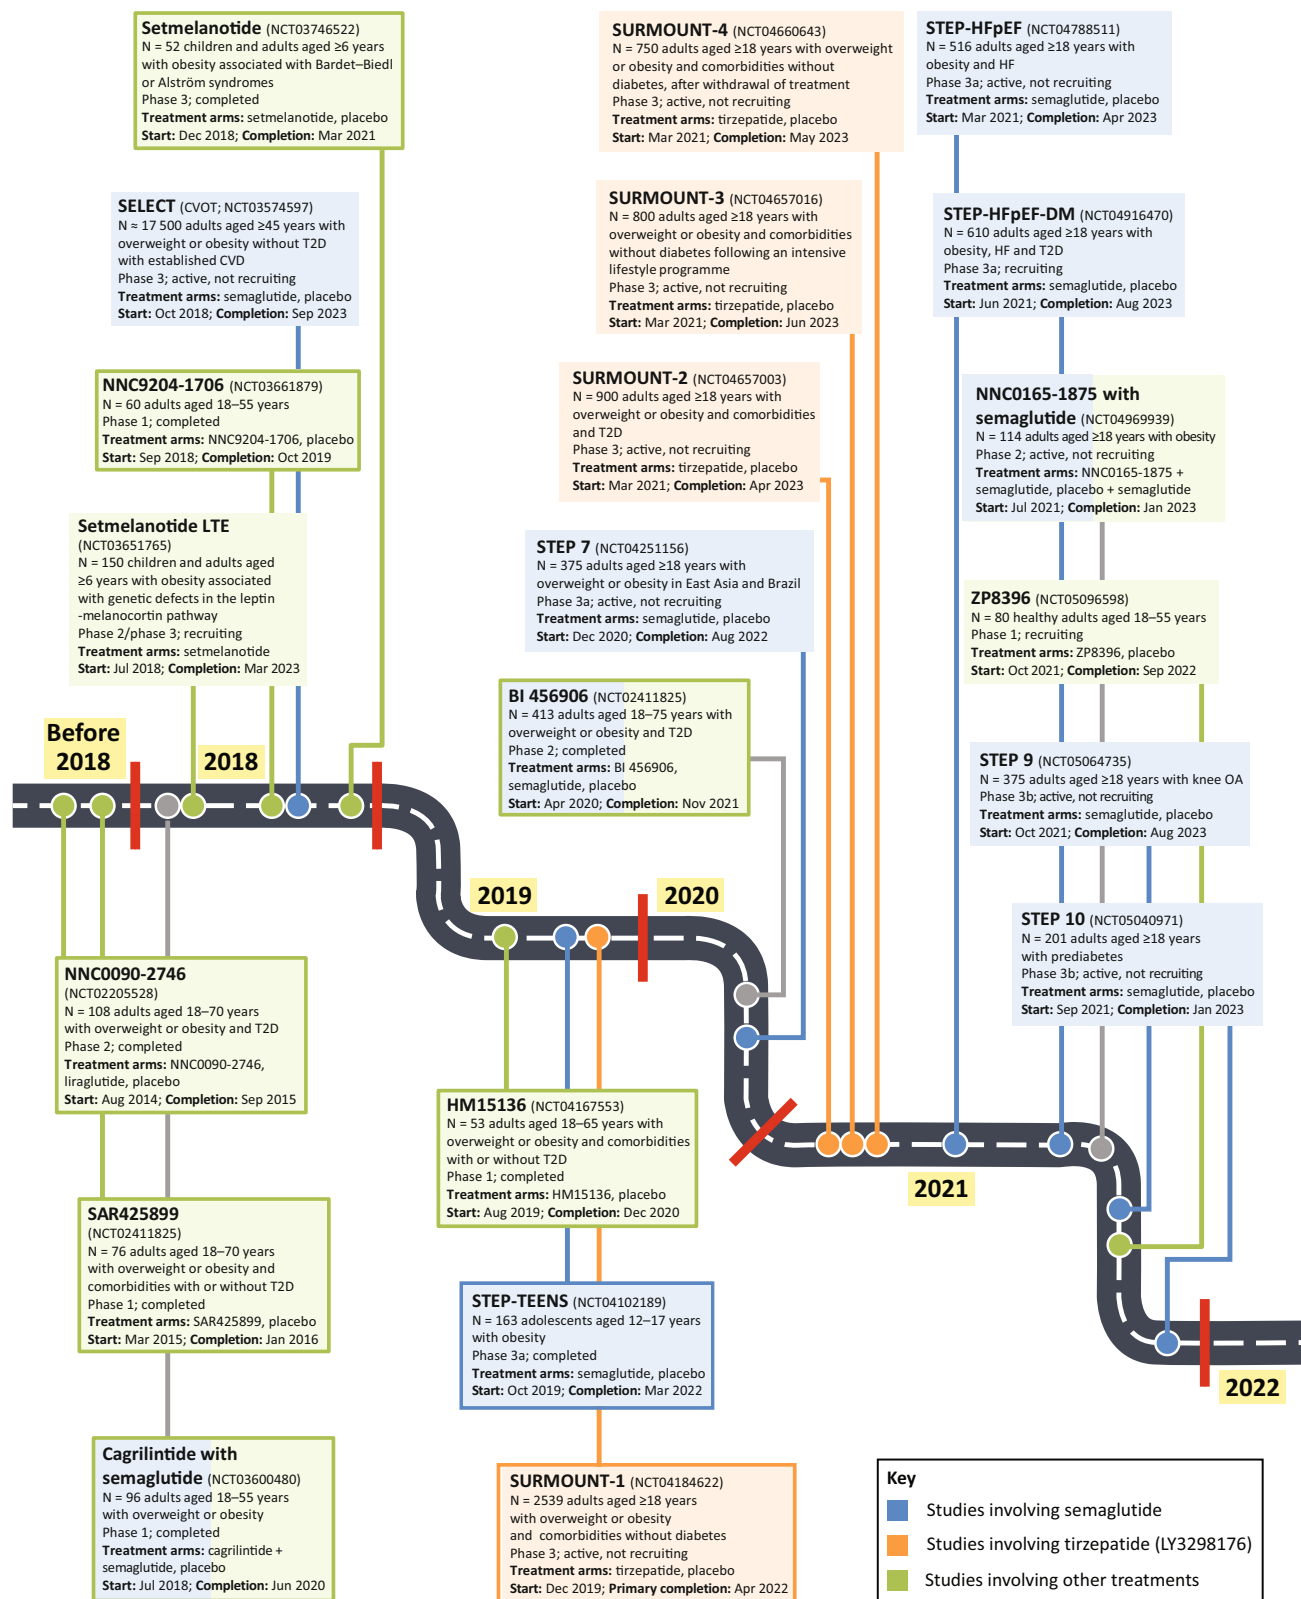 Setmelanotide (NCT03746522)
N = 52 children and adults aged ≥6 years
with obesity associated with Bardet–Biedl
or Alström syndromes
Phase 3; completed
Treatment arms: setmelanotide, placebo
Start: Dec 2018; Completion: Mar 2021
SELECT (CVOT; NCT03574597)
N ≈ 17 500 adults aged ≥45 years with
overweight or obesity without T2D
with established CVD
Phase 3; active, not recruiting
Treatment arms: semaglutide, placebo
Start: Oct 2018; Completion: Sep 2023
NNC9204-1706 (NCT03661879)
N = 60 adults aged 18–55 years
Phase 1; completed
Treatment arms: NNC9204-1706, placebo
Start: Sep 2018; Completion: Oct 2019
Setmelanotide LTE
(NCT03651765)
N = 150 children and adults aged
≥6 years with obesity associated
with genetic defects in the leptin
-melanocortin pathway
Phase 2/phase 3; recruiting
Treatment arms: setmelanotide
Start: Jul 2018; Completion: Mar 2023
Before
2018
2018
NNC0090-2746
(NCT02205528)
N = 108 adults aged 18–70 years
with overweight or obesity and T2D
Phase 2; completed
Treatment arms: NNC0090-2746,
liraglutide, placebo
Start: Aug 2014; Completion: Sep 2015
SAR425899
(NCT02411825)
N = 76 adults aged 18–70 years
with overweight or obesity and
comorbidities with or without T2D
Phase 1; completed
Treatment arms: SAR425899, placebo
Start: Mar 2015; Completion: Jan 2016
Cagrilintide with
semaglutide (NCT03600480)
N = 96 adults aged 18–55 years
with overweight or obesity
Phase 1; completed
Treatment arms: cagrilintide +
semaglutide, placebo
Start: Jul 2018; Completion: Jun 2020
SURMOUNT-4 (NCT04660643)
N = 750 adults aged ≥18 years with overweight
or obesity and comorbidities without
diabetes, after withdrawal of treatment
Phase 3; active, not recruiting
Treatment arms: tirzepatide, placebo
Start: Mar 2021; Completion: May 2023
SURMOUNT-3 (NCT04657016)
N = 800 adults aged ≥18 years with
overweight or obesity and comorbidities
without diabetes following an intensive
lifestyle programme
Phase 3; active, not recruiting
Treatment arms: tirzepatide, placebo
Start: Mar 2021; Completion: Jun 2023
SURMOUNT-2 (NCT04657003)
N = 900 adults aged ≥18 years with
overweight or obesity and comorbidities
and T2D
Phase 3; active, not recruiting
Treatment arms: tirzepatide, placebo
Start: Mar 2021; Completion: Apr 2023
STEP 7 (NCT04251156)
N = 375 adults aged ≥18 years with
overweight or obesity in East Asia and Brazil
Phase 3a; active, not recruiting
Treatment arms: semaglutide, placebo
Start: Dec 2020; Completion: Aug 2022
BI 456906 (NCT02411825)
N = 413 adults aged 18–75 years with
overweight or obesity and T2D
Phase 2; completed
Treatment arms: BI 456906,
semaglutide, placebo
Start: Apr 2020; Completion: Nov 2021
2019
2020
HM15136 (NCT04167553)
N = 53 adults aged 18–65 years with
overweight or obesity and comorbidities
with or without T2D
Phase 1; completed
Treatment arms: HM15136, placebo
Start: Aug 2019; Completion: Dec 2020
STEP-TEENS (NCT04102189)
N = 163 adolescents aged 12–17 years
with obesity
Phase 3a; completed
Treatment arms: semaglutide, placebo
Start: Oct 2019; Completion: Mar 2022
SURMOUNT-1 (NCT04184622)
N = 2539 adults aged ≥18 years
with overweight or obesity
and comorbidities without diabetes
Phase 3; active, not recruiting
Treatment arms: tirzepatide, placebo
Start: Dec 2019; Primary completion: Apr 2022
STEP-HFpEF (NCT04788511)
N = 516 adults aged ≥18 years with
obesity and HF
Phase 3a; active, not recruiting
Treatment arms: semaglutide, placebo
Start: Mar 2021; Completion: Apr 2023
STEP-HFpEF-DM (NCT04916470)
N = 610 adults aged ≥18 years with
obesity, HF and T2D
Phase 3a; recruiting
Treatment arms: semaglutide, placebo
Start: Jun 2021; Completion: Aug 2023
NNC0165-1875 with
semaglutide (NCT04969939)
N = 114 adults aged ≥18 years with obesity
Phase 2; active, not recruiting
Treatment arms: NNC0165-1875 +
semaglutide, placebo + semaglutide
Start: Jul 2021; Completion: Jan 2023
ZP8396 (NCT05096598)
N = 80 healthy adults aged 18–55 years
Phase 1; recruiting
Treatment arms: ZP8396, placebo
Start: Oct 2021; Completion: Sep 2022
STEP 9 (NCT05064735)
N = 375 adults aged ≥18 years with knee OA
Phase 3b; active, not recruiting
Treatment arms: semaglutide, placebo
Start: Oct 2021; Completion: Aug 2023
STEP 10 (NCT05040971)
N = 201 adults aged ≥18 years
with prediabetes
Phase 3b; active, not recruiting
Treatment arms: semaglutide, placebo
Start: Sep 2021; Completion: Jan 2023
2021
2022
Key
Studies involving semaglutide
Studies involving tirzepatide (LY3298176)
Studies involving other treatments